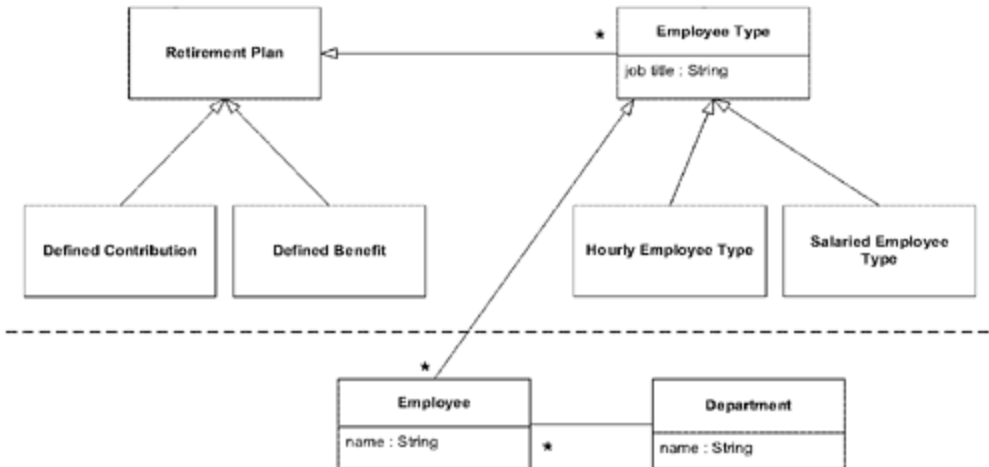 Retirement Plan
*
Employee Type
job title : String
Defined Contribution
Defined Benefit
Hourly Employee Type
Salaried Employee
Type
*
Employee
name : String
*
Department
name : String